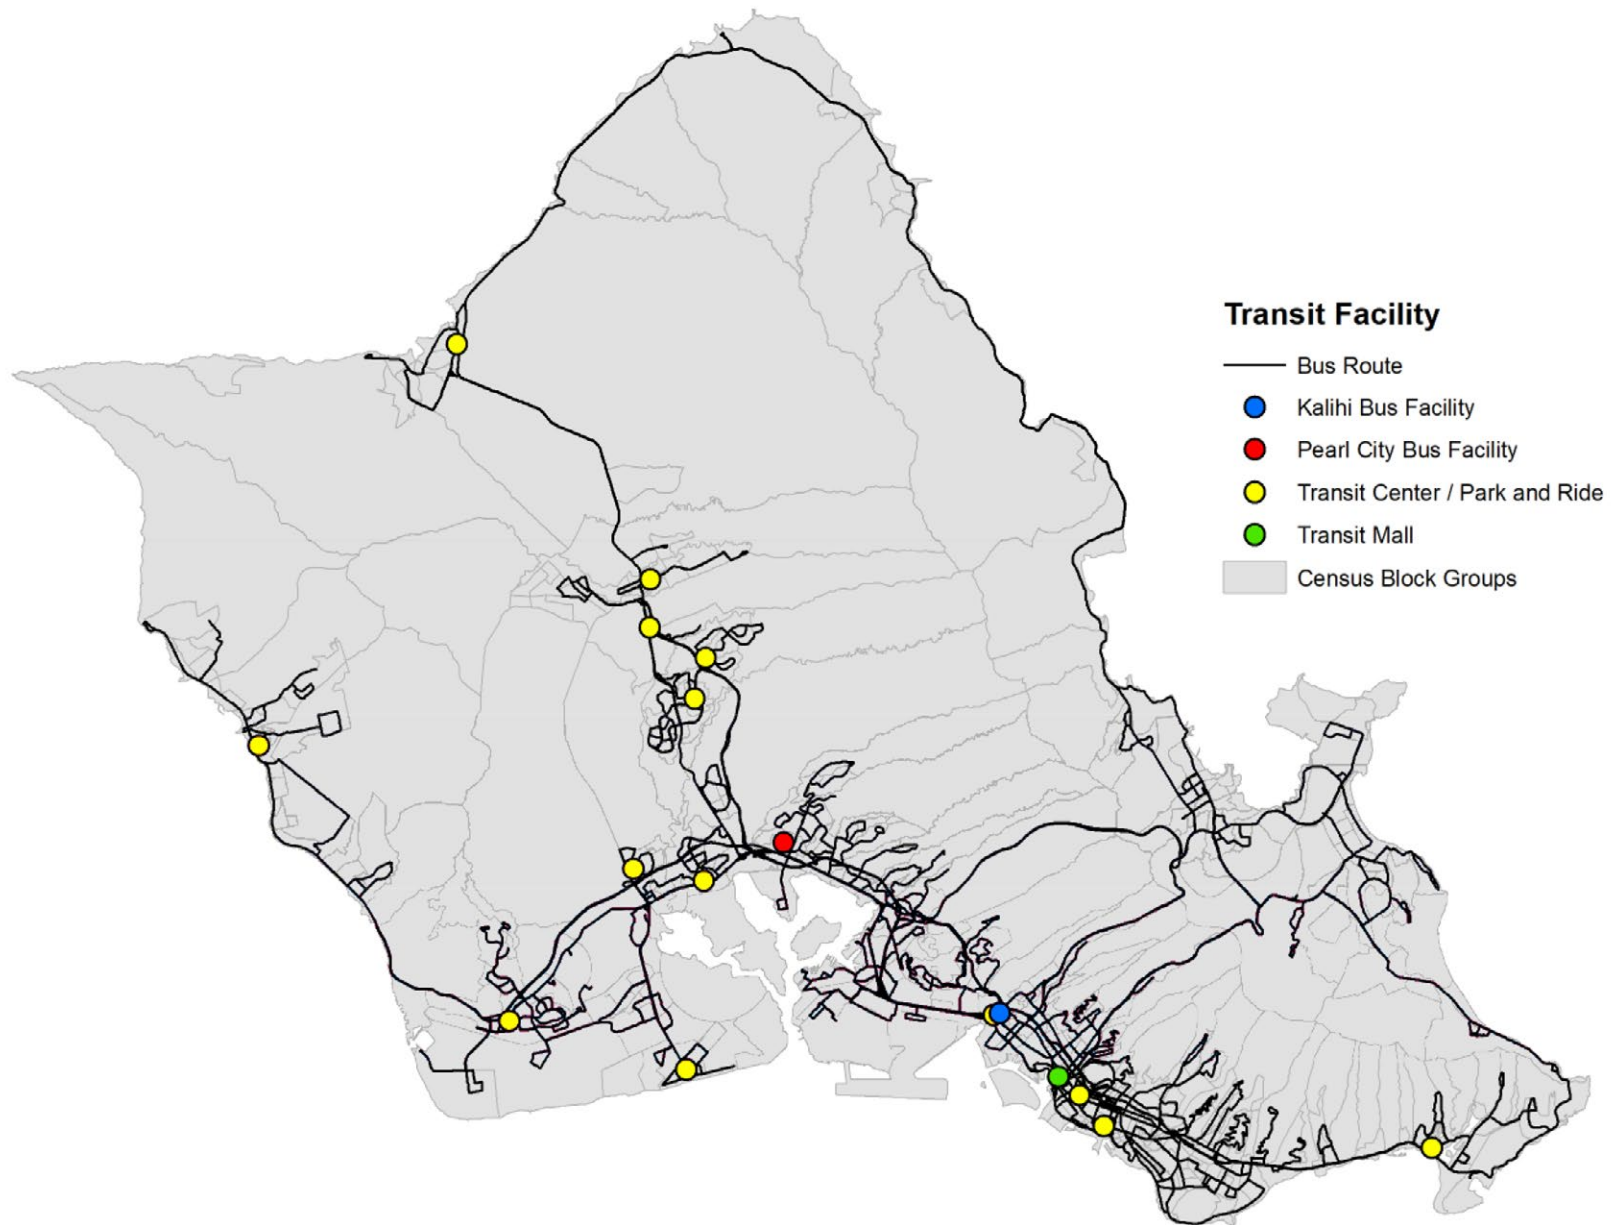 Transit Facility
Bus Route
Kalihi Bus Facility
Pearl City Bus Facility
Transit Center / Park and Ride
Transit Mall
Census Block Groups